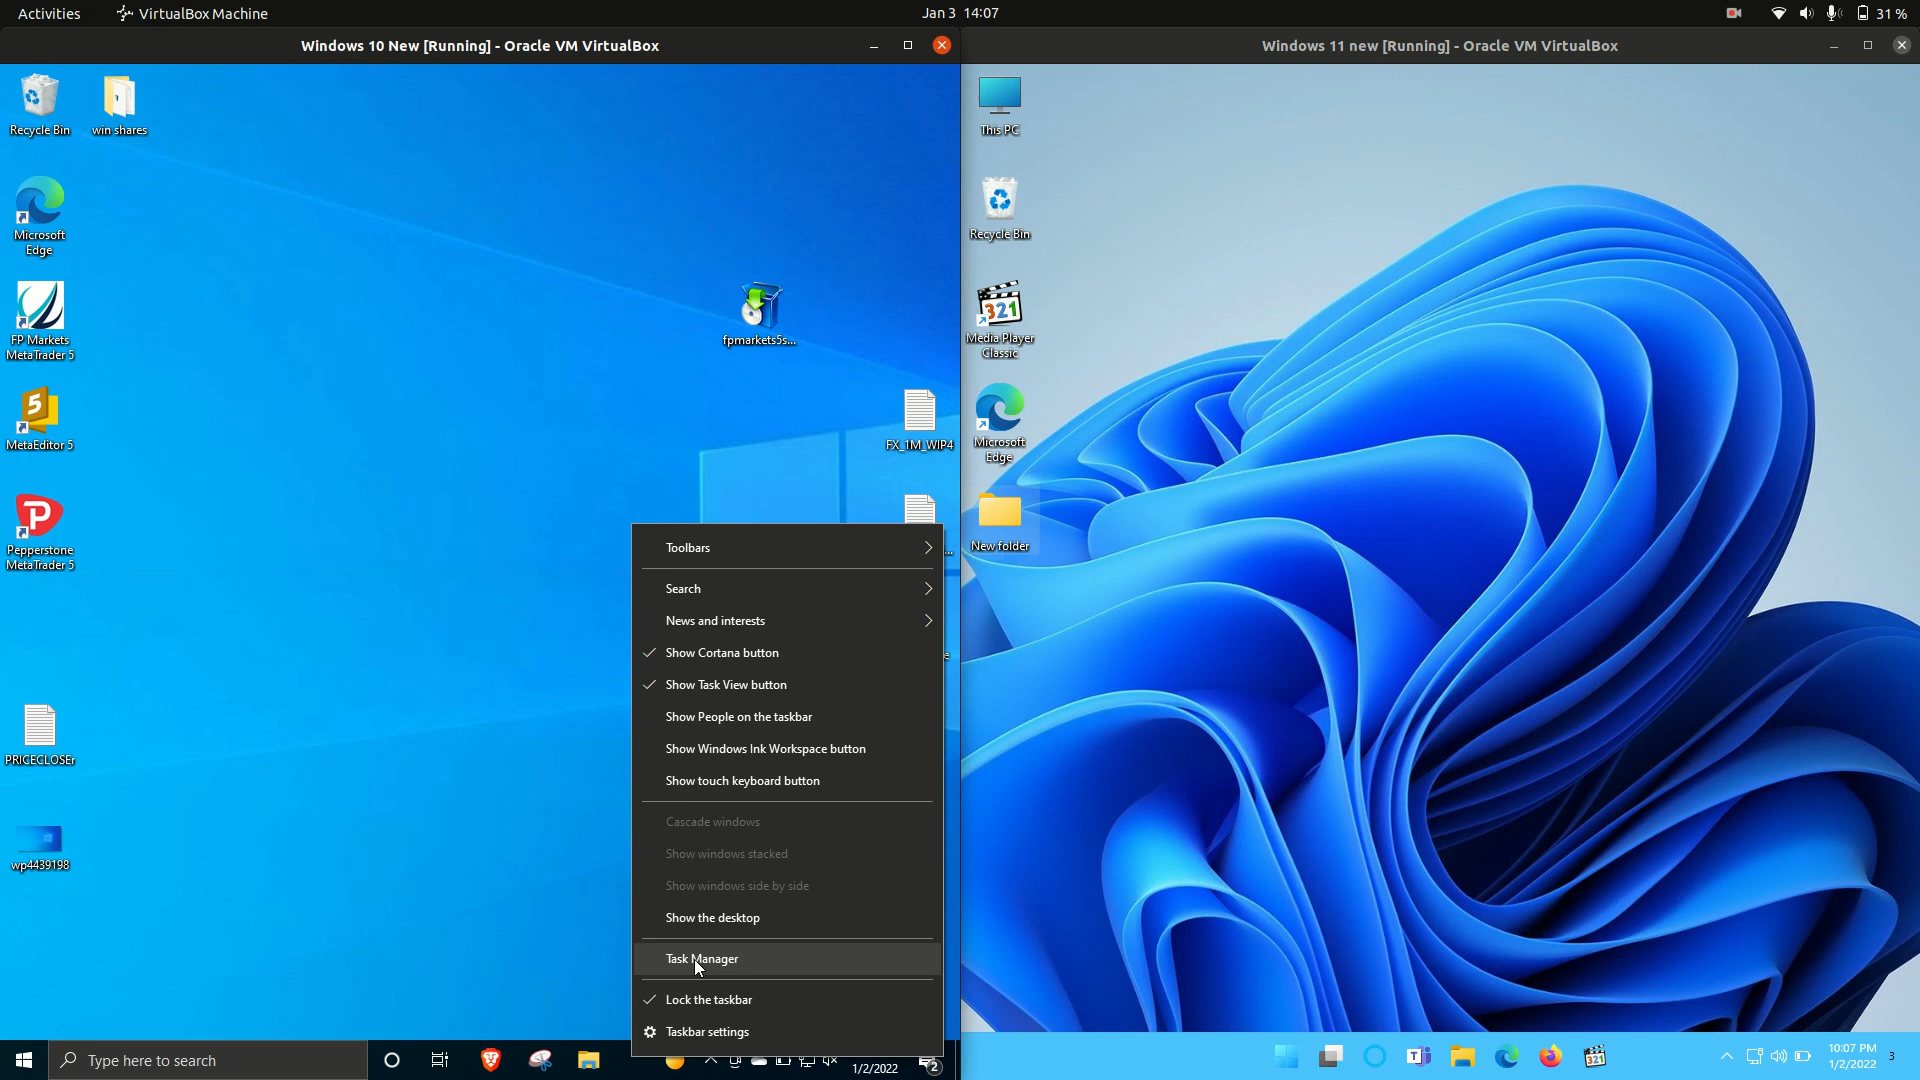 Activities
VirtualBox Machine
Jan 3 14:07
31 %
Windows 10 New [Running] - Oracle VM VirtualBox
Windows 11 new [Running] - Oracle VM VirtualBox
Recycle Bin
win shares
Microsoft
Edge
FP Markets
MetaTrader 5
MetaEditor 5
Pepperstone
MetaTrader 5
PRICECLOSEr
wp4439198
fpmarkets5s...
FX_1M_WIP4
Toolbars
Search
News and interests
Show Cortana button
Show Task View button
Show People on the taskbar
Show Windows Ink Workspace button
Show touch keyboard button
Cascade windows
Show windows stacked
Show windows side by side
Show the desktop
Task Manager
Lock the taskbar
Taskbar settings
Type here to search
1/2/2022
2
This PC
Recycle Bin
321
Media Player
Classic
Microsoft
Edge
New folder
10:07 PM
1/2/2022
3